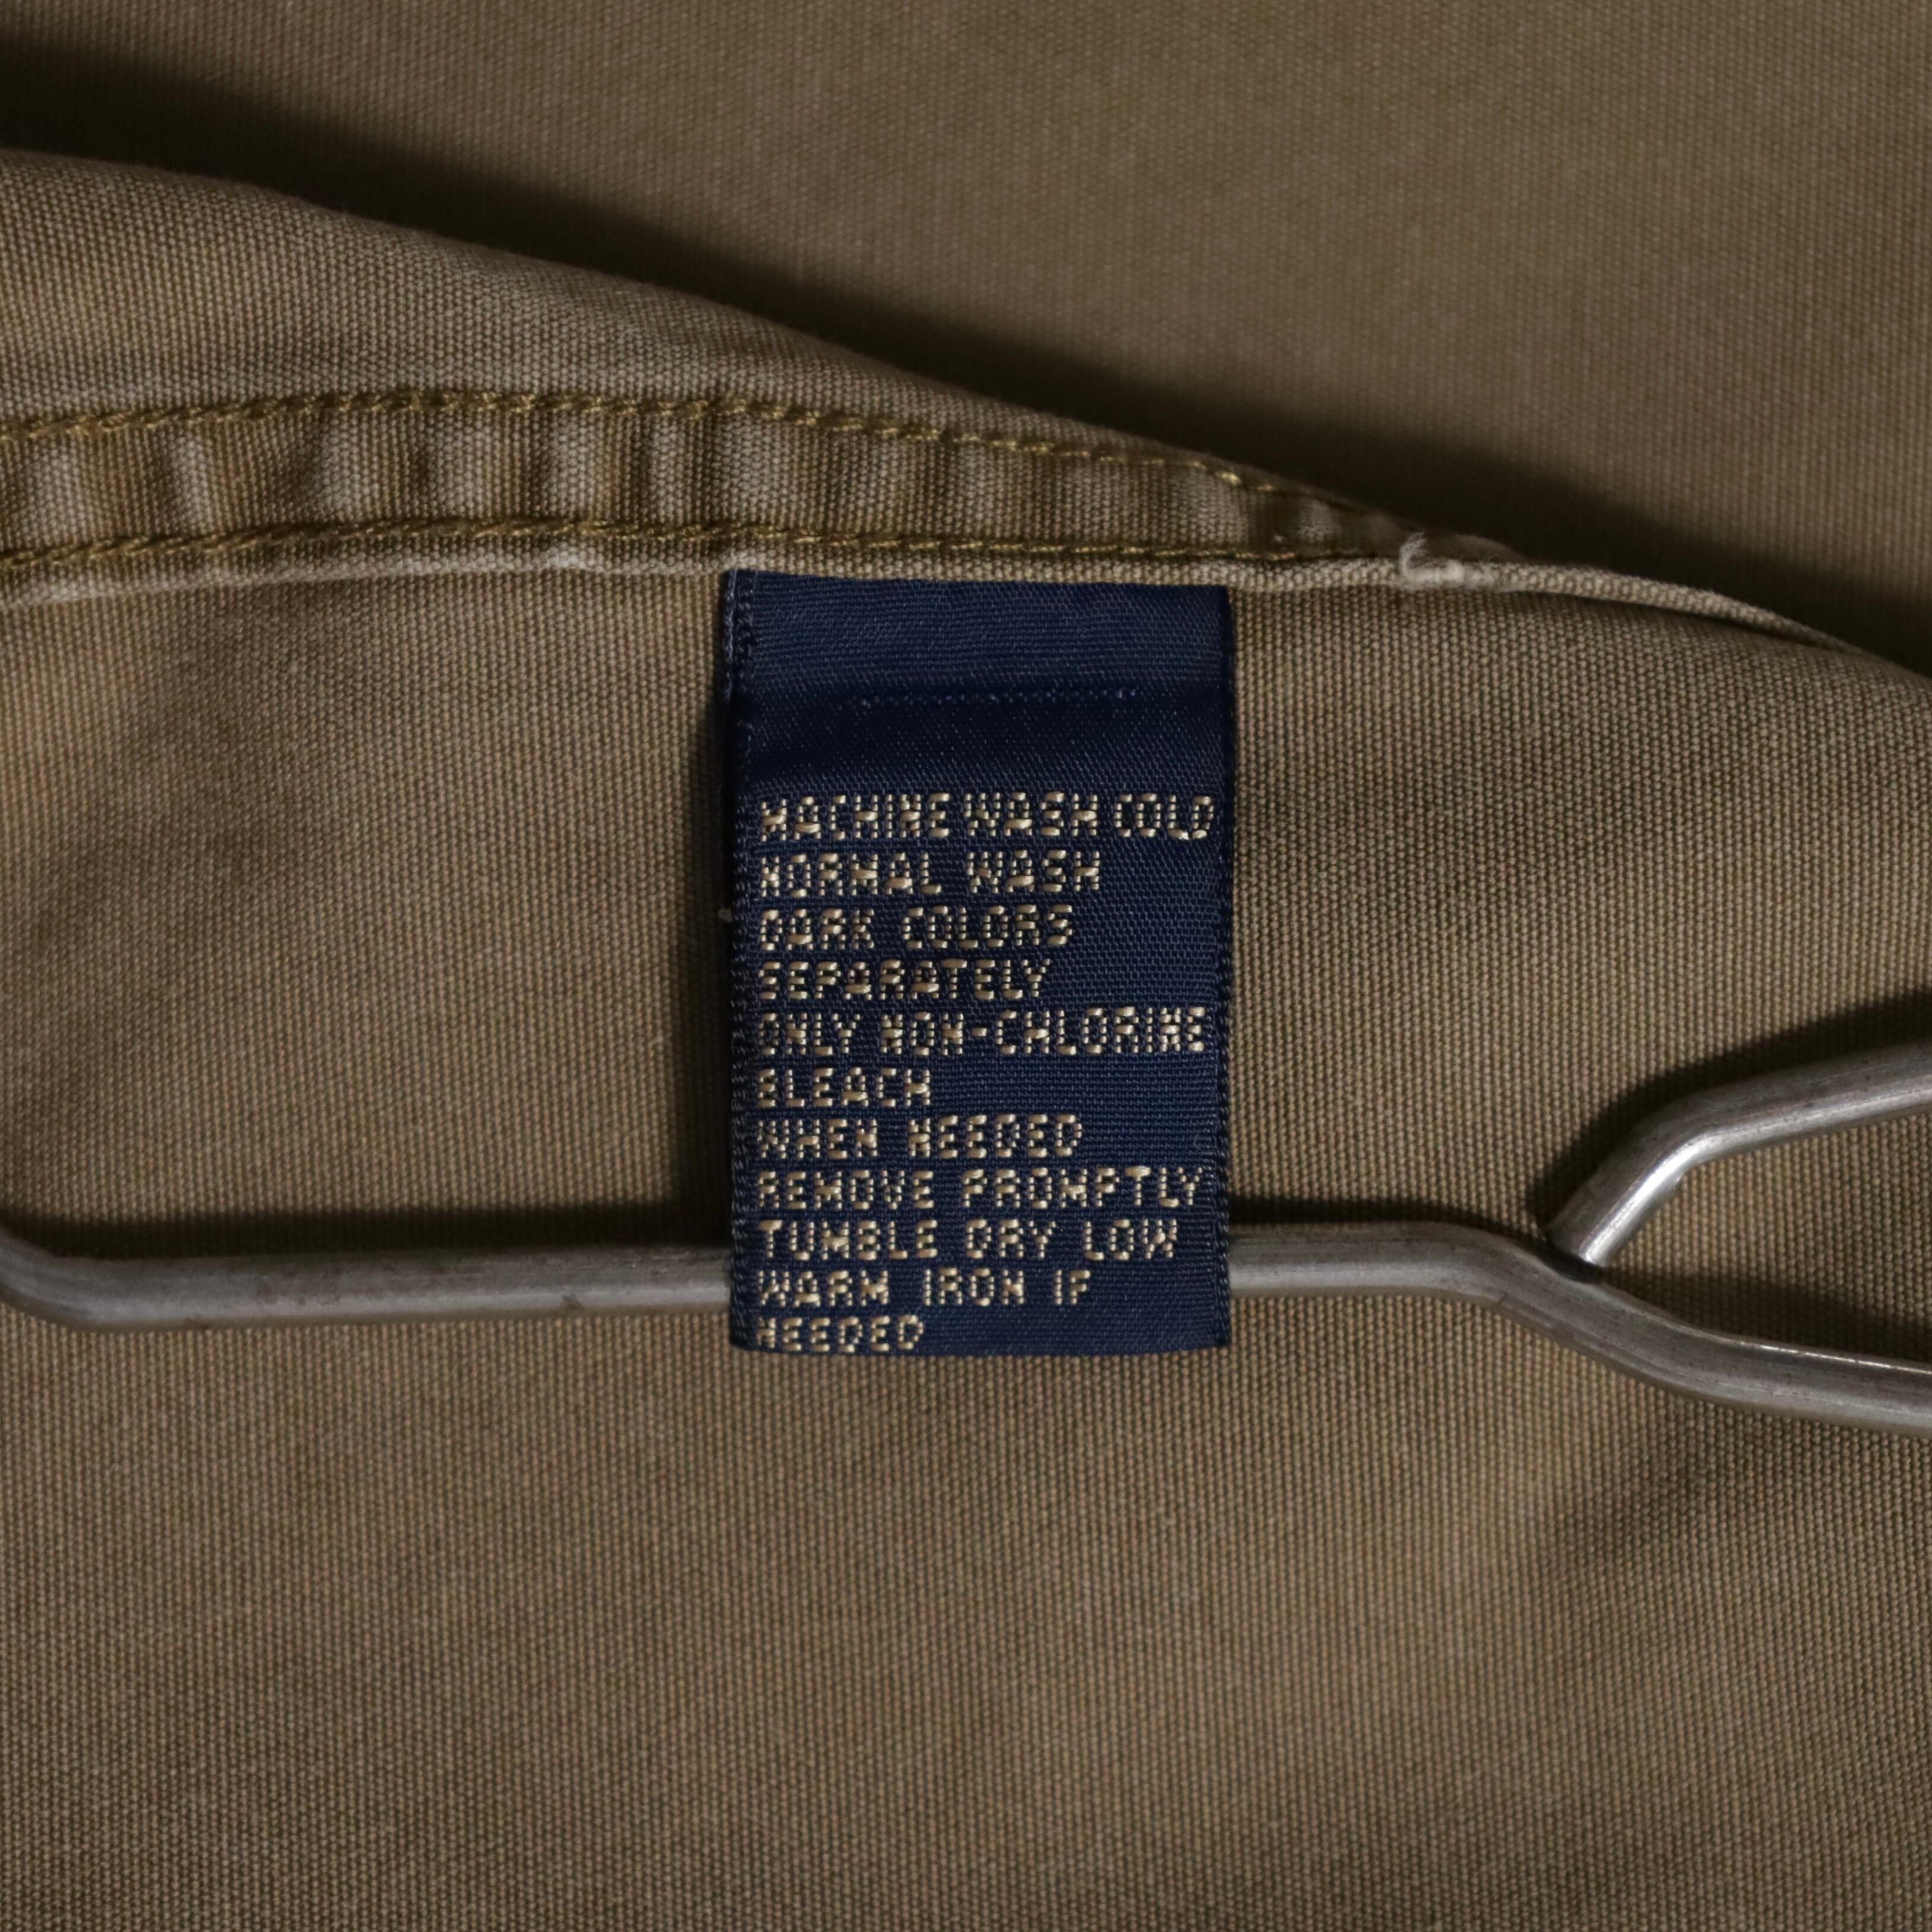 MACHINE WASH COLD
NORMAL WASH
DARK COLORS
SEPARATELY
ONLY NON-CHLORINE
BLEACH
WHEN NEEDED
REMOVE PROMPTLY
TUMBLE DRY LOW
WARM IRON IF
NEEDED